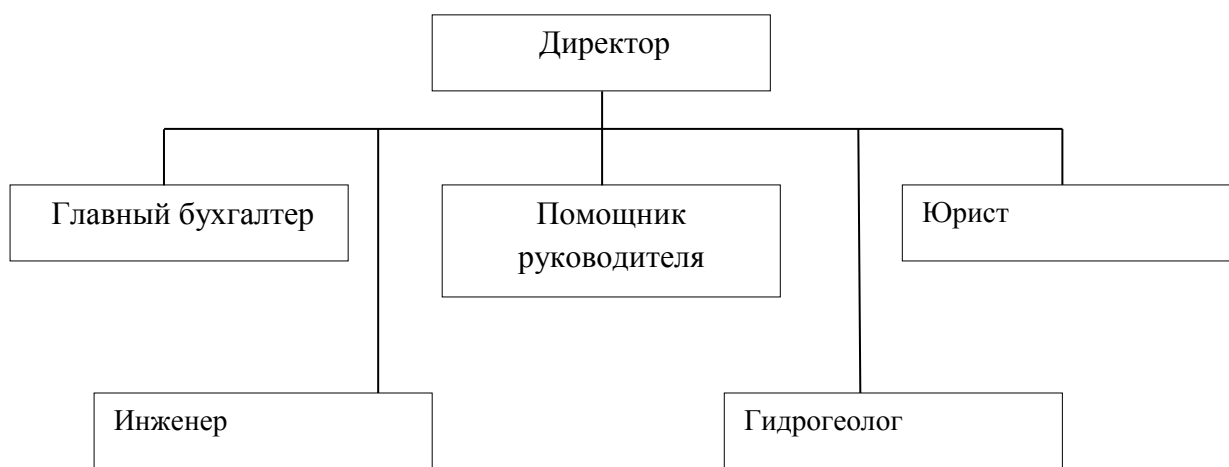 Директор
Главный бухгалтер
Помощник
руководителя
Юрист
Инженер
Гидрогеолог